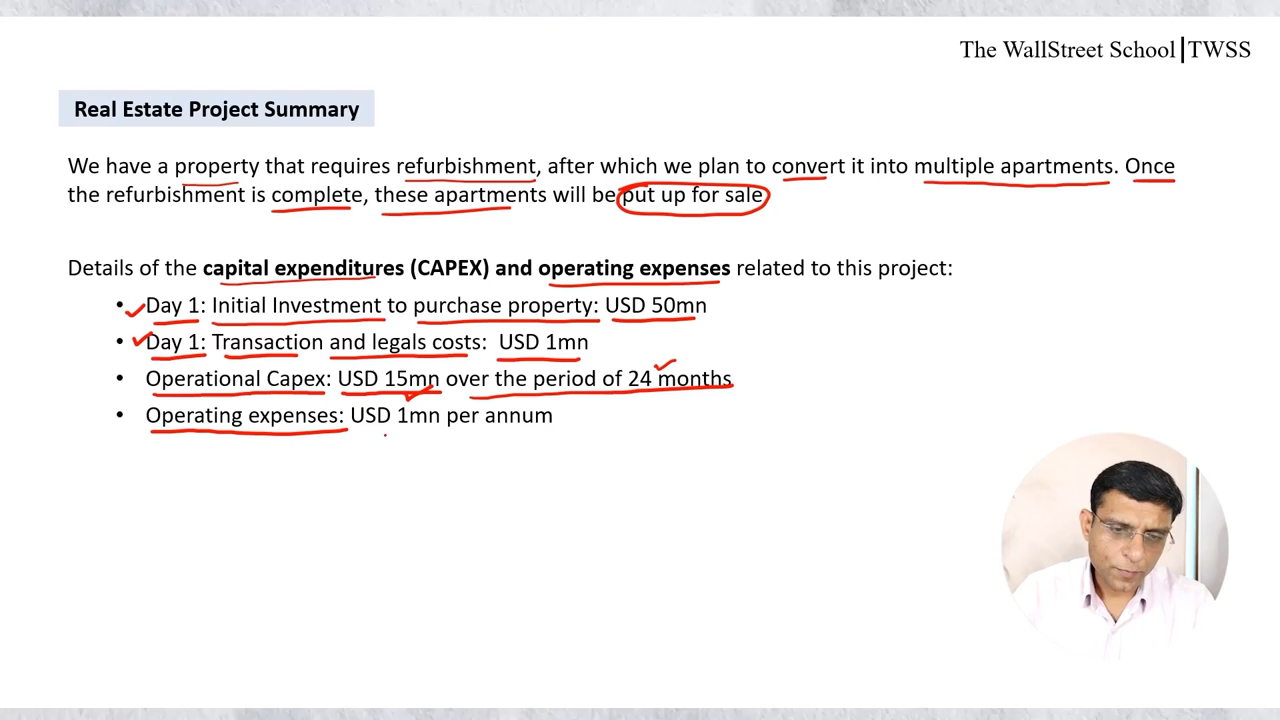 The WallStreet School|TWSS
Real Estate Project Summary
We have a property that requires refurbishment, after which we plan to convert it into multiple apartments. Once
the refurbishment is complete, these apartments will be put up for sale
Details of the capital expenditures (CAPEX) and operating expenses related to this project:
• Day 1: Initial Investment to purchase property: USD 50mn
• Day 1: Transaction and legals costs: USD 1mn
• Operational Capex: USD 15mn over the period of 24 months
• Operating expenses: USD 1mn per annum